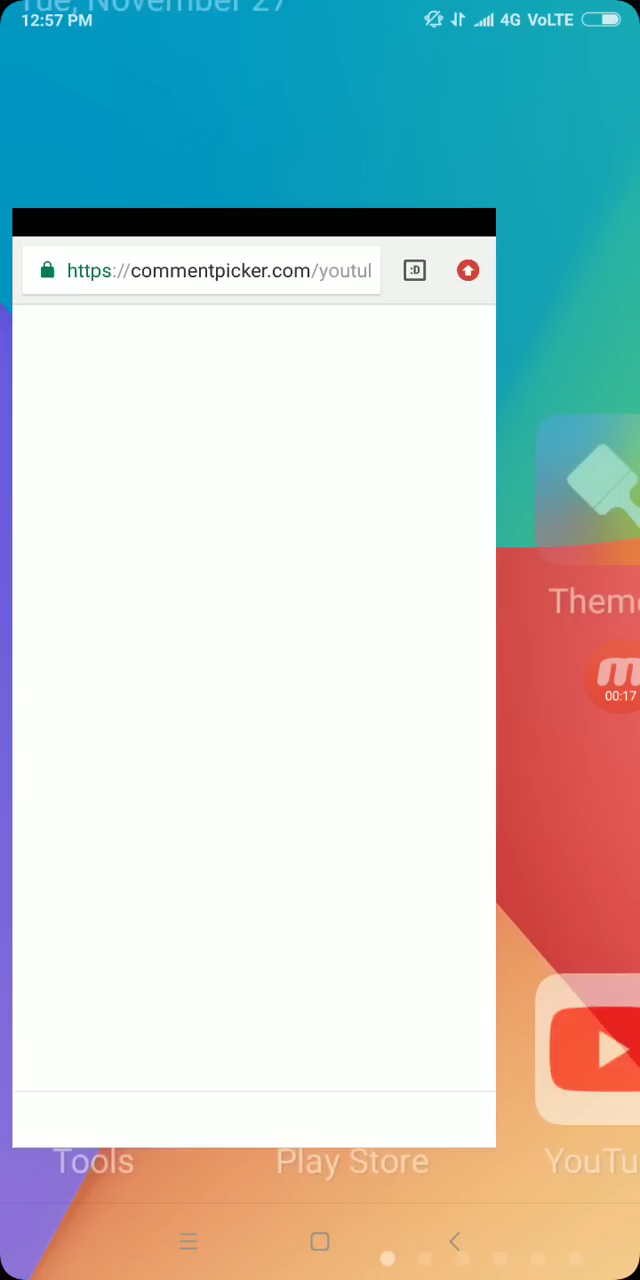 Tue, November 27
12:57 PM
4G VoLTE
https://commentpicker.com/youtul
:D
Theme
m
00:17
Tools
Play Store
YouTu